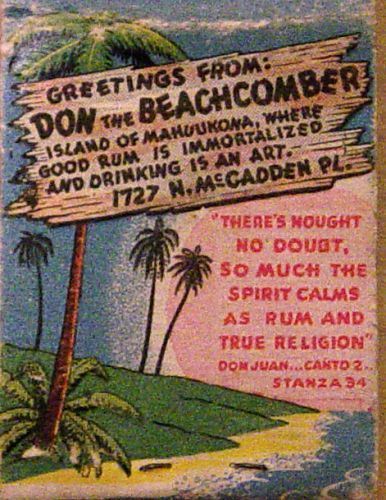 GREETINGS FROM:
DON THE BEACHCOMBER
ISLAND OF MAHUUKONA, WHERE
GOOD RUM IS IMMORTALIZED
AND DRINKING IS AN ART.
1727 N. McCADDEN PL.
"THERE'S NOUGHT
NO DOUBT,
SO MUCH THE
SPIRIT CALMS
AS RUM AND
TRUE RELIGION"
DON JUAN...CANTO 2..
STANZA 34